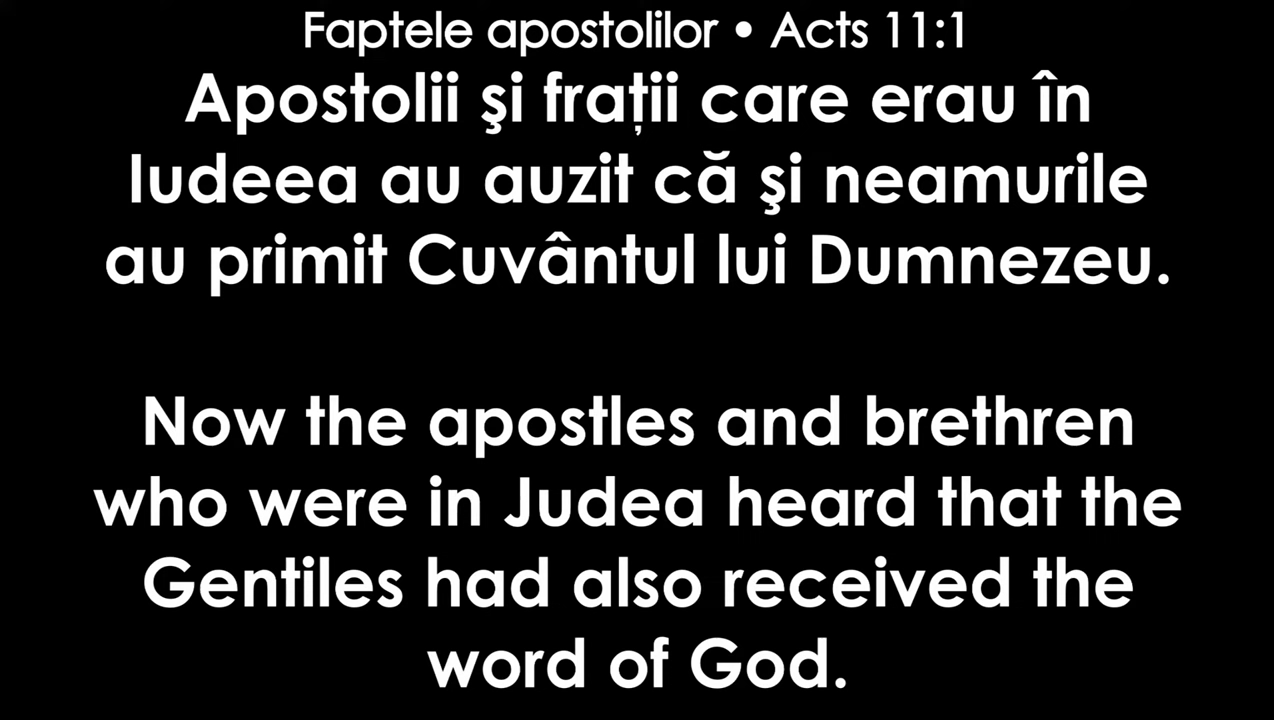 Faptele apostolilor • Acts 11:1
Apostolii şi fraţii care erau în
Iudeea au auzit că şi neamurile
au primit Cuvântul lui Dumnezeu.
Now the apostles and brethren
who were in Judea heard that the
Gentiles had also received the
word of God.